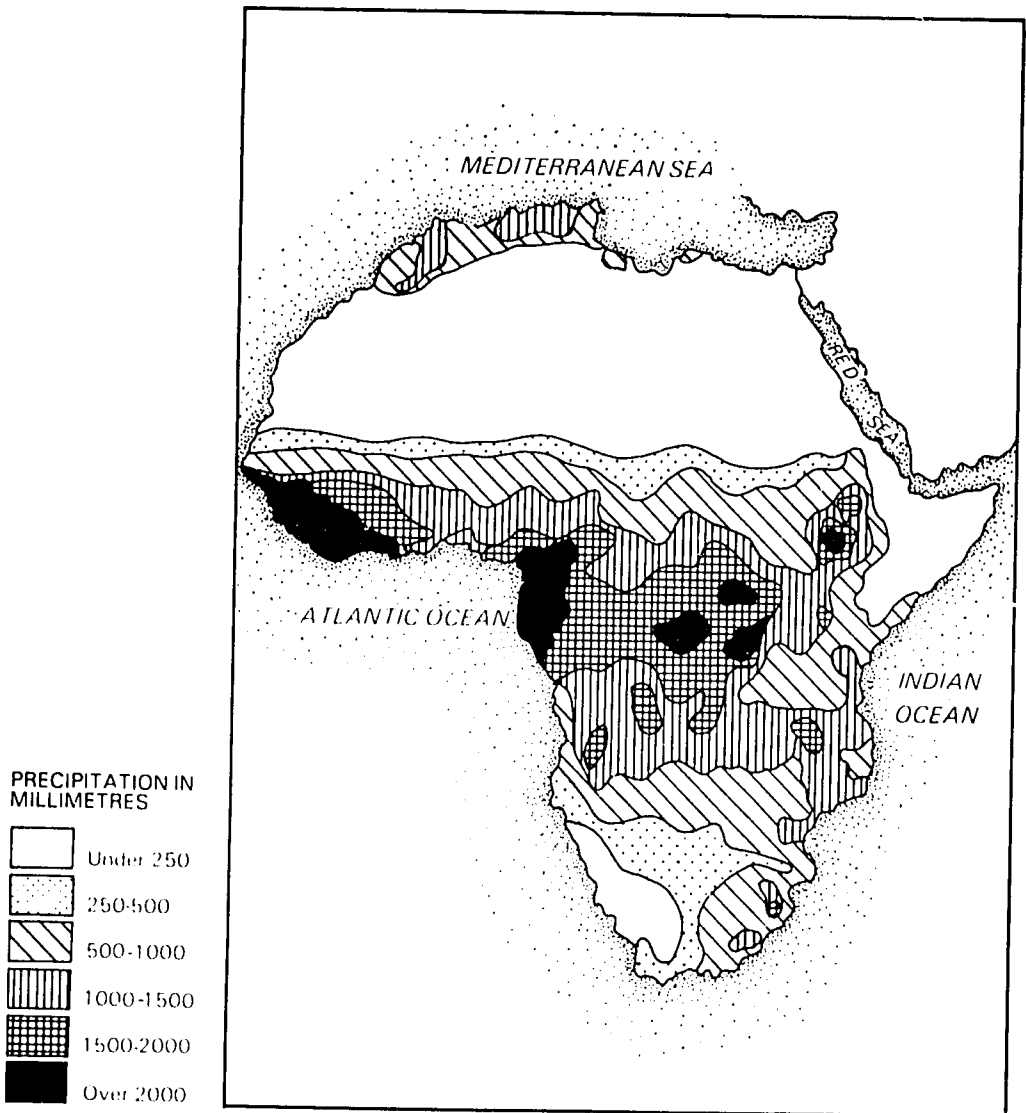 MEDITERRANEAN SEA
RED
SEA
ATLANTIC OCEAN
INDIAN
OCEAN
PRECIPITATION IN
MILLIMETRES
Under 250
250-500
500-1000
1000-1500
1500-2000
Over 2000